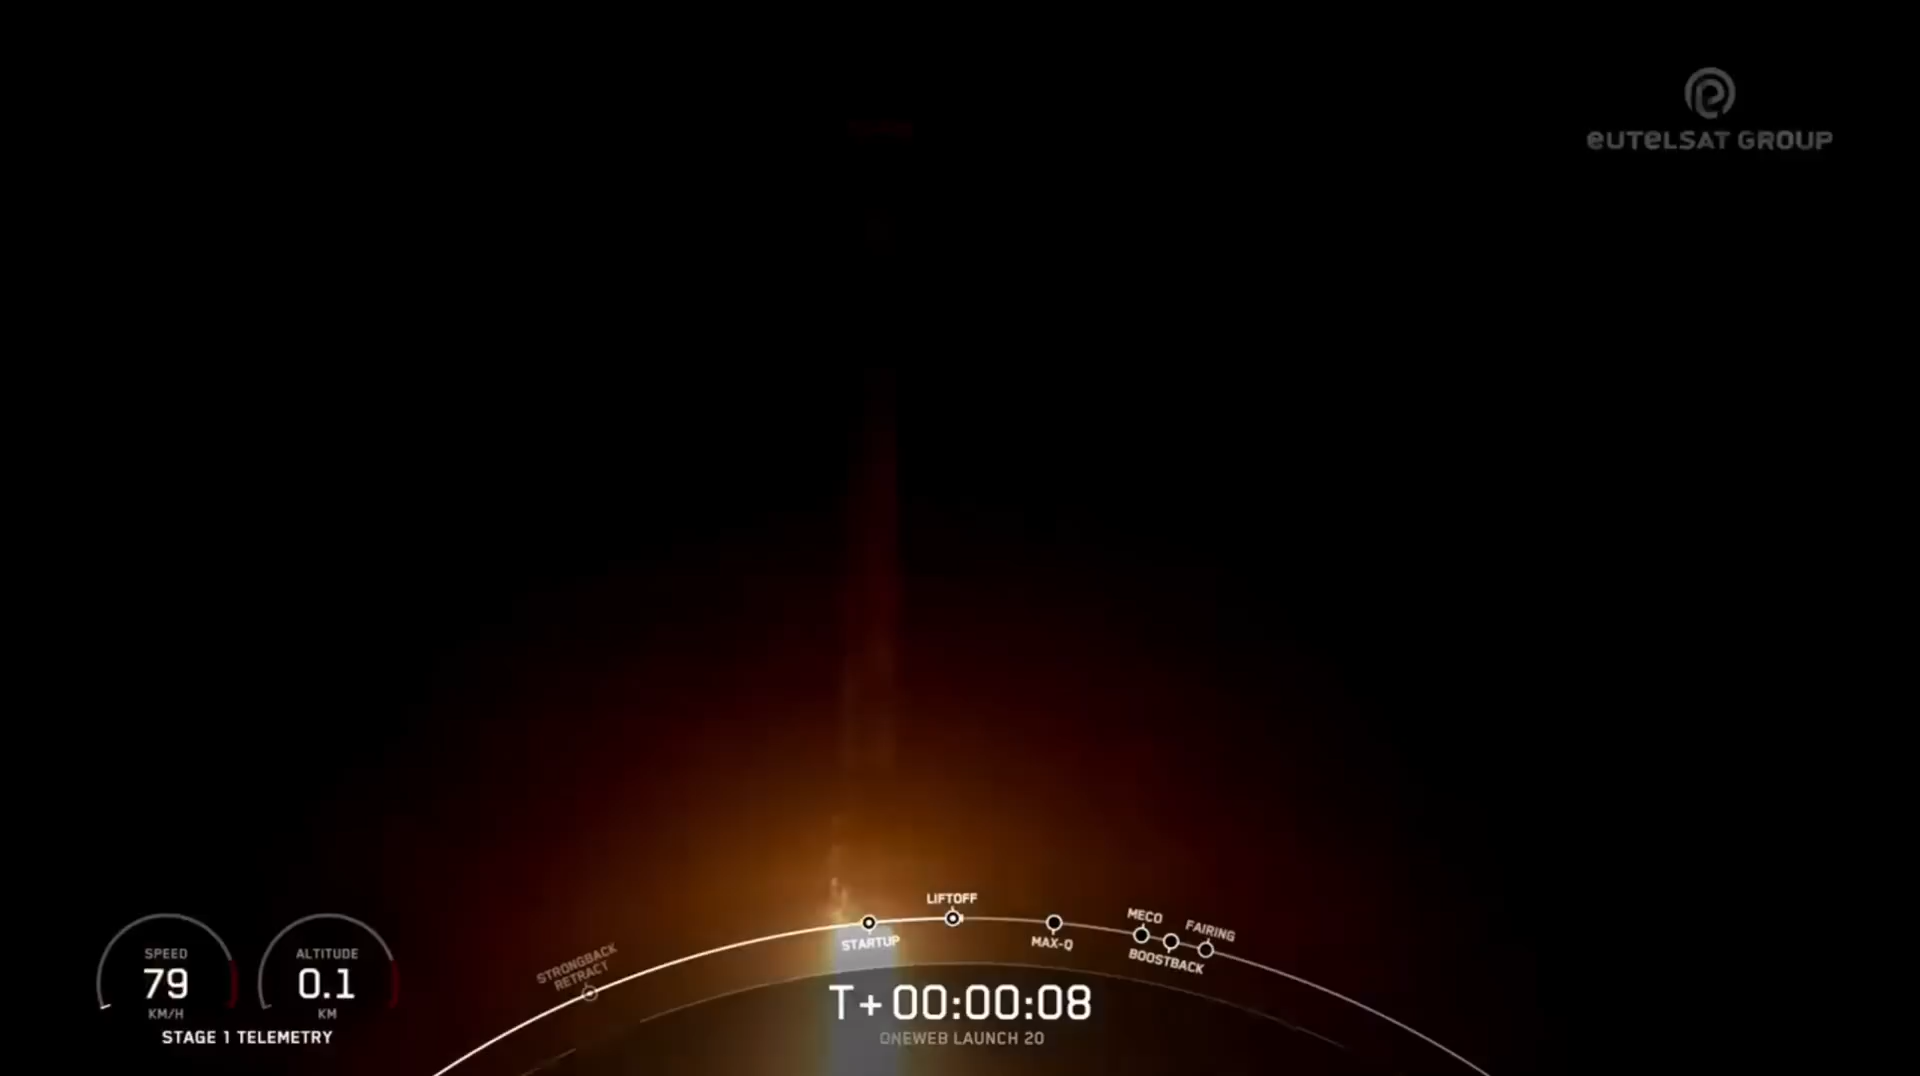 eUTeLSAT GROUP
LIFTOFF
MECO
FAIRING
STARTUP
MAX-Q
BOOSTBACK
STRONGBACK
RETRACT
SPEED
79
KM/H
ALTITUDE
0.1
KM
STAGE 1 TELEMETRY
T+00:00:08
ONEWEB LAUNCH 20